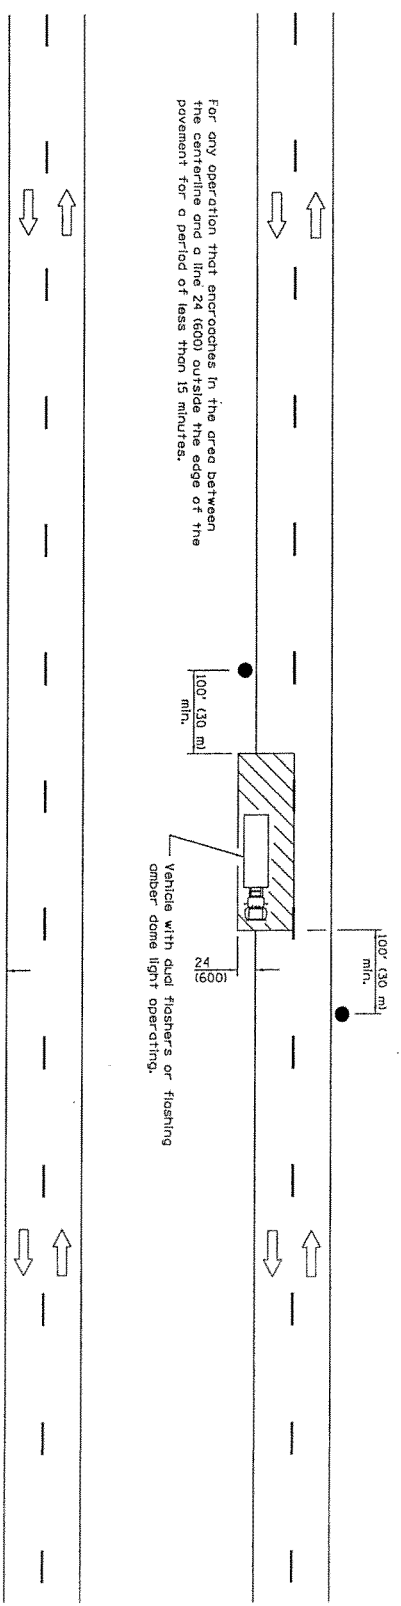 For any operation that encroaches in the area between
the centerline and a line 24 (600) outside the edge of the
pavement for a period of less than 15 minutes.
100' (30 m)
min.
Vehicle with dual flashers or flashing
amber dome light operating.
24
(600)
100' (30 m)
min.